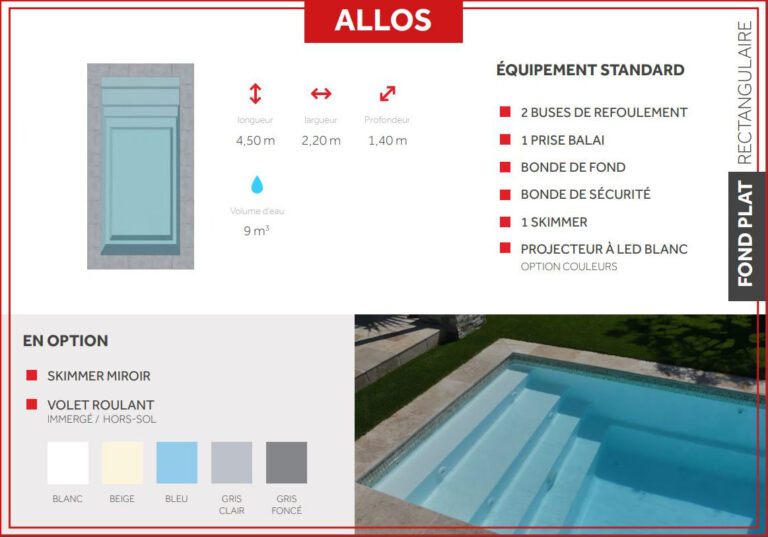 ALLOS
longueur
largueur
Profondeur
4,50 m
2,20 m
1,40 m
Volume d'eau
9 m³
ÉQUIPEMENT STANDARD
2 BUSES DE REFOULEMENT
1 PRISE BALAI
BONDE DE FOND
BONDE DE SÉCURITÉ
1 SKIMMER
PROJECTEUR À LED BLANC
OPTION COULEURS
RECTANGULAIRE
FOND PLAT
EN OPTION
SKIMMER MIROIR
VOLET ROULANT
IMMERGÉ / HORS-SOL
BLANC
BEIGE
BLEU
GRIS
CLAIR
GRIS
FONCÉ